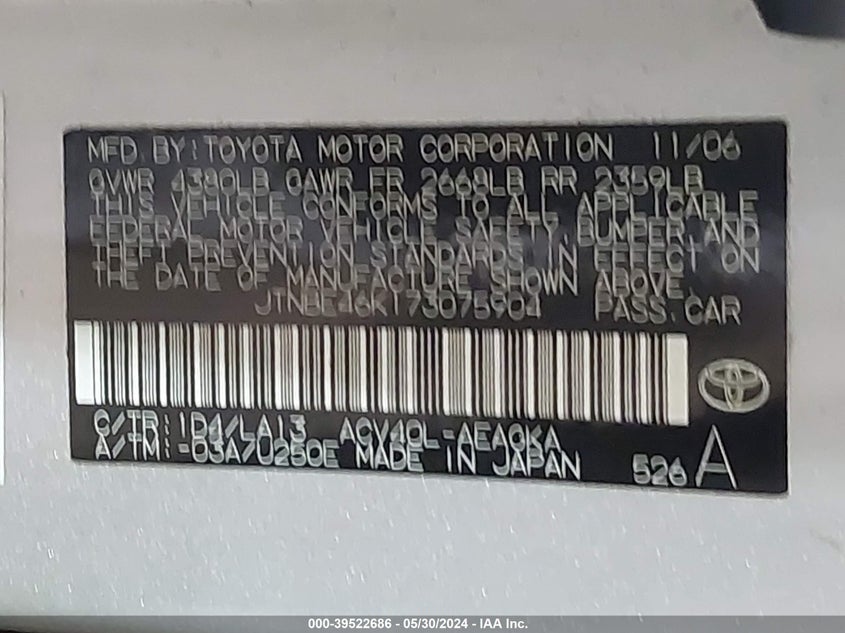 MFD.BY:TOYOTA MOTOR CORPORATION 11/06
GVWR 4380LB GAWR FR 2668LB RR 2359LB
THIS VEHICLE CONFORMS TO ALL APPLICABLE
FEDERAL MOTOR VEHICLE SAFETY,BUMPER AND
THEFT PREVENTION STANDARDS IN EFFECT ON
THE DATE OF MANUFACTURE SHOWN ABOVE.
JTNBE46K173075904 PASS.CAR
C/TR:1D4/LA13 ACV40L-AEAGKA
A/TM:-03A/U250E MADE IN JAPAN 526 A
000-39522686 - 05/30/2024 - IAA Inc.